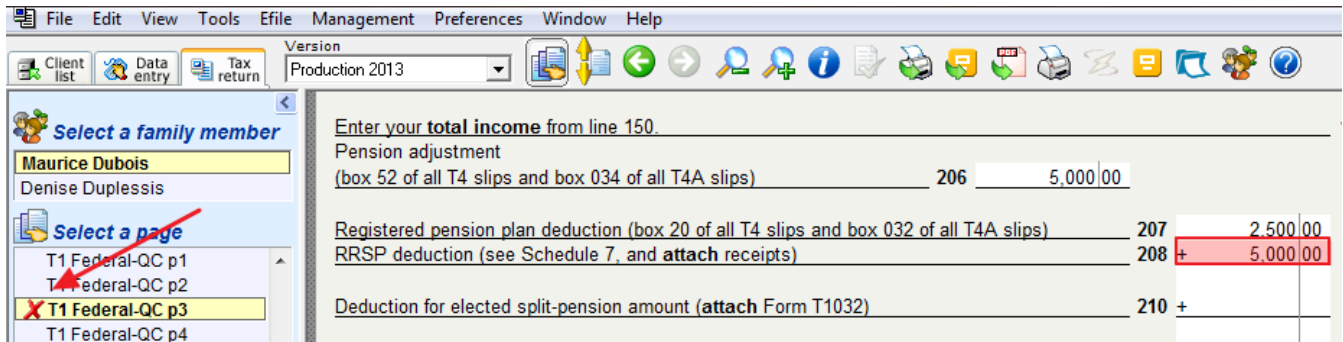 File Edit View Tools Efile Management Preferences Window Help
Client list Data entry Tax return
Version
Production 2013
Select a family member
Maurice Dubois
Denise Duplessis
Select a page
T1 Federal-QC p1
T1 Federal-QC p2
T1 Federal-QC p3
T1 Federal-QC p4
Enter your total income from line 150.
Pension adjustment
(box 52 of all T4 slips and box 034 of all T4A slips) 206 5,000 00
Registered pension plan deduction (box 20 of all T4 slips and box 032 of all T4A slips) 207 2,500 00
RRSP deduction (see Schedule 7, and attach receipts) 208 + 5,000 00
Deduction for elected split-pension amount (attach Form T1032) 210 +